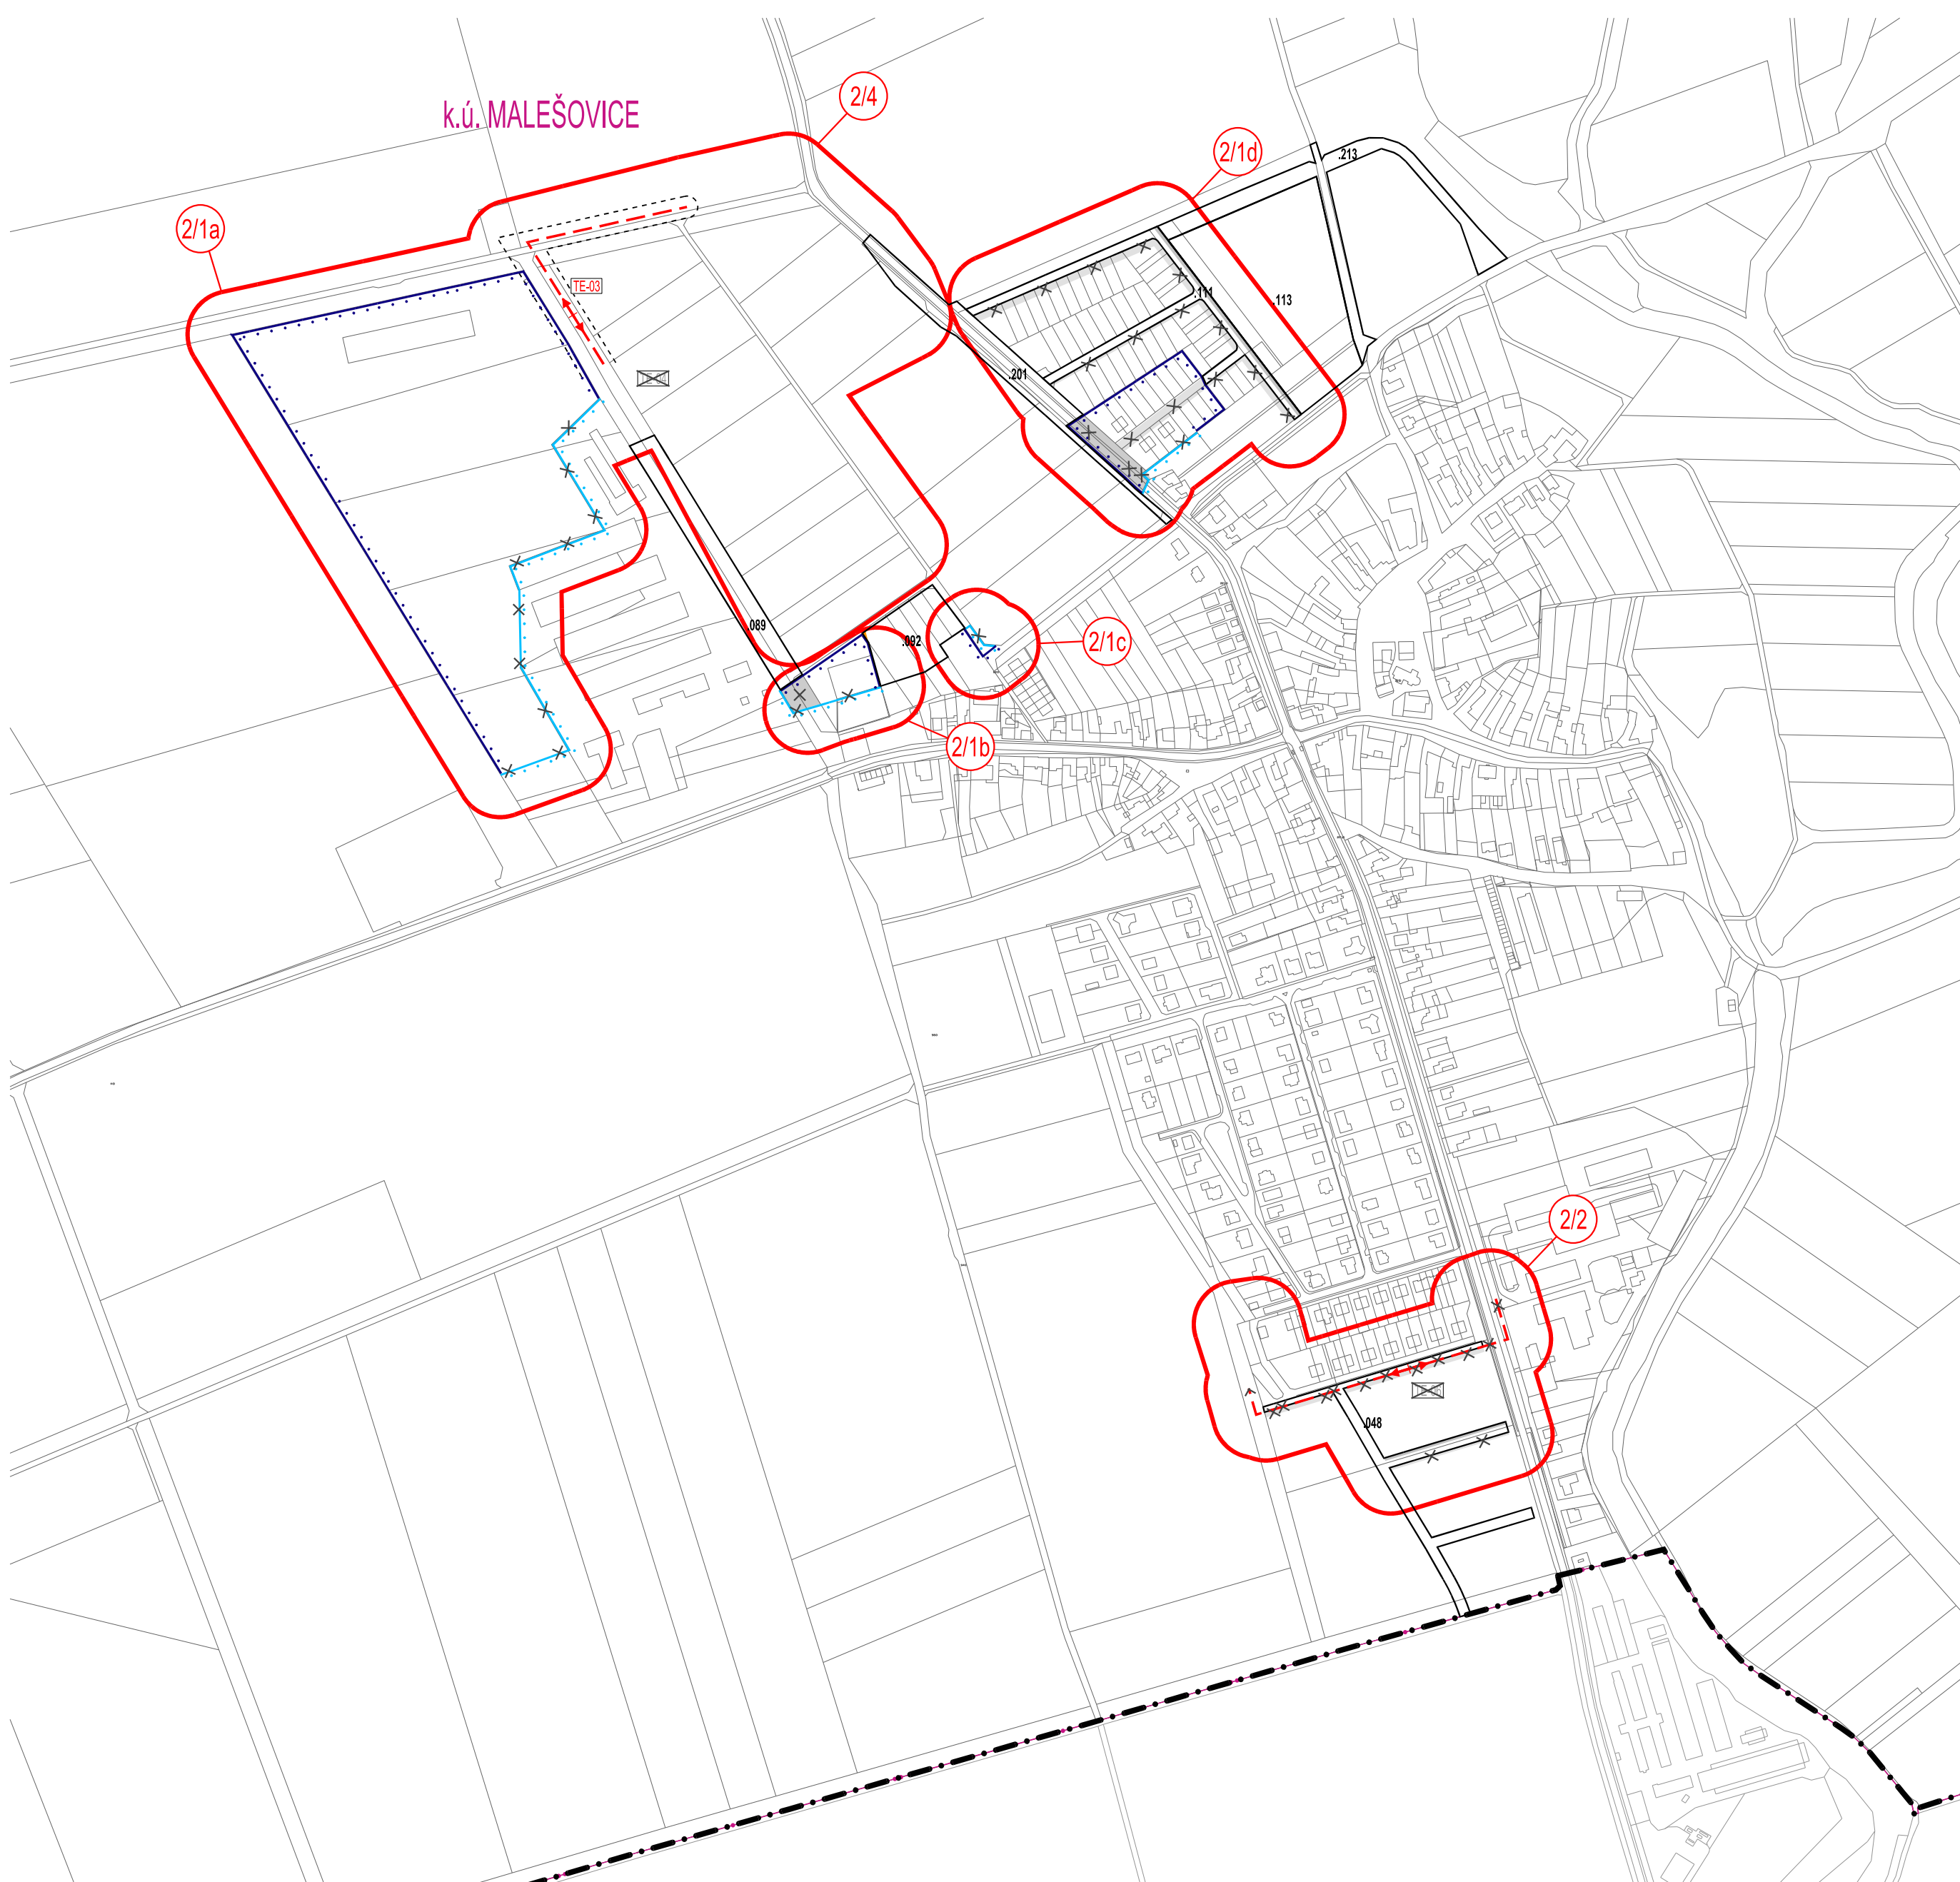 2/4
k.ú. MALEŠOVICE
2/1d
.213
2/1a
TE-03
.111
.113
.201
.089
.092
2/1c
2/1b
2/2
.048